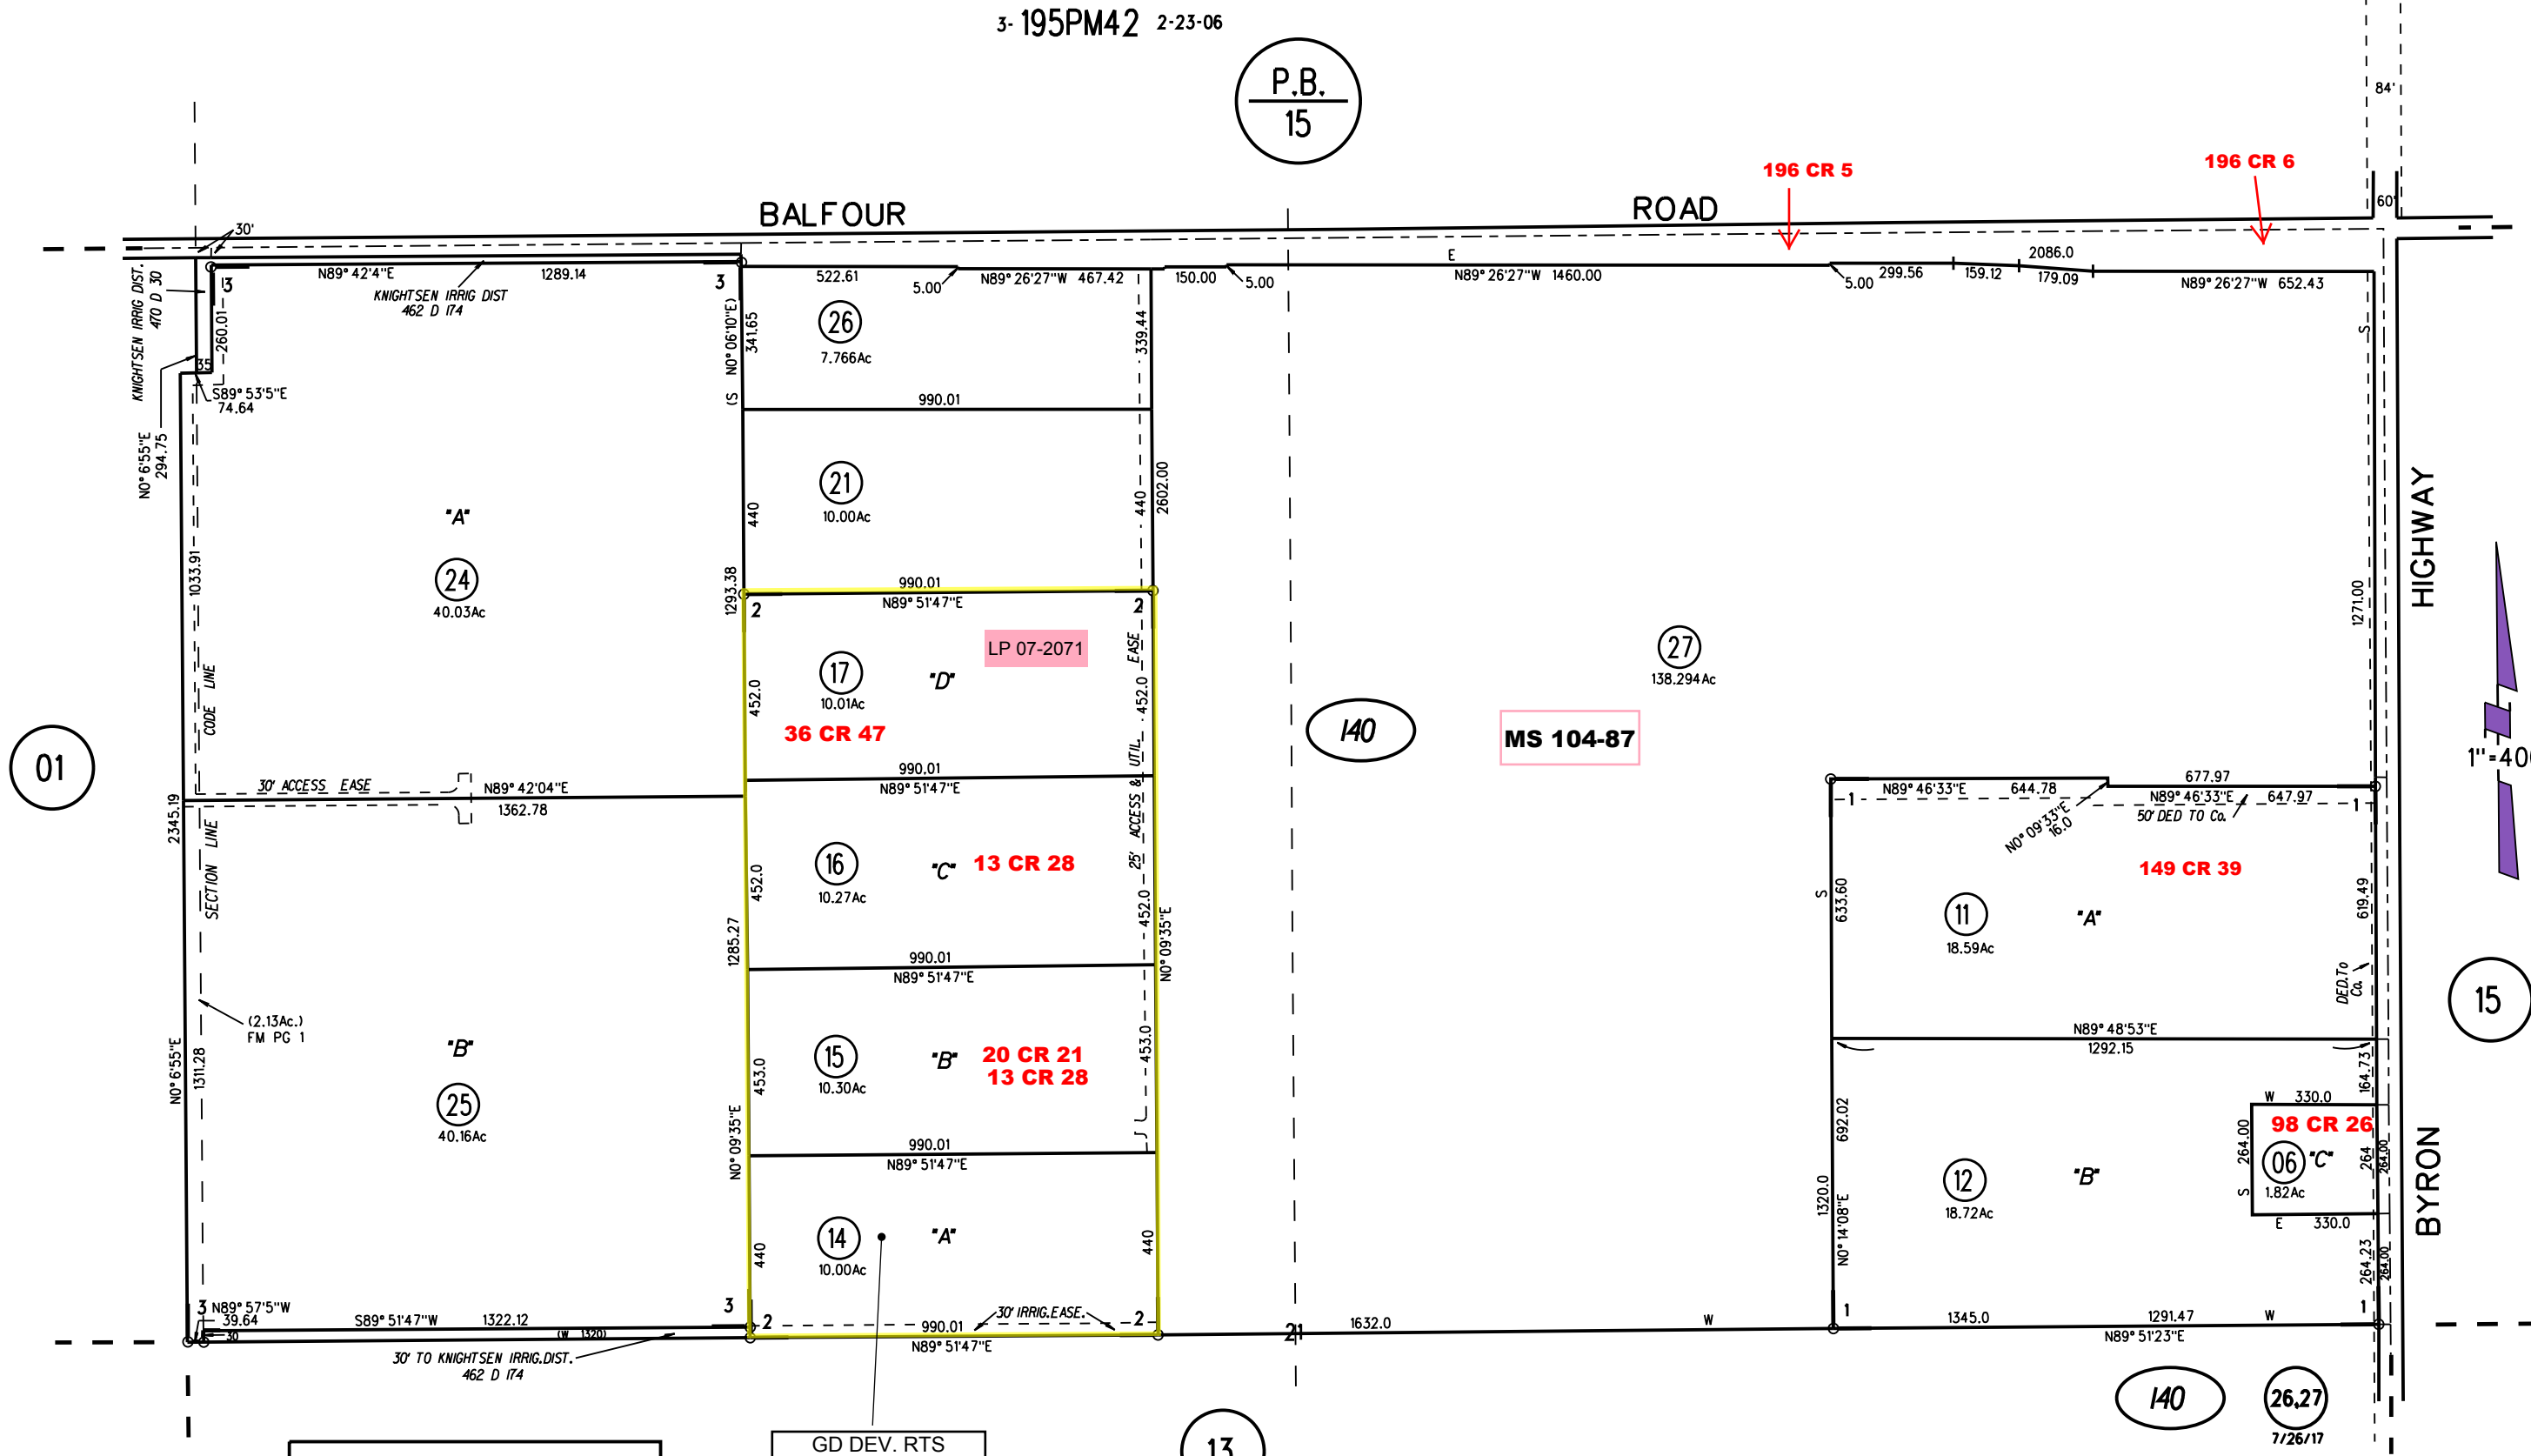 3- 195PM42 2-23-06
P.B.
15
84'
60'
196 CR 5
196 CR 6
BALFOUR
ROAD
30'
N89° 42'4"E
1289.14
KNIGHTSEN IRRIG DIST
462 D 174
KNIGHTSEN IRRIG DIST.
470 D 30
3
3
260.01
35
S89° 53'5"E
74.64
N0° 6'55"E
294.75
522.61
5.00
N89° 26'27"W 467.42
150.00
5.00
E
N89° 26'27"W 1460.00
5.00
299.56
2086.0
159.12
179.09
N89° 26'27"W 652.43
(S N0° 06'10"E)
341.65
26
7.766Ac
339.44
990.01
S
21
10.00Ac
440
440
2602.00
"A"
24
40.03Ac
1033.91
CODE LINE
1293.38
990.01
N89° 51'47"E
2
2
LP 07-2071
17
10.01Ac
"D"
452.0
452.0
36 CR 47
25' ACCESS & UTIL. EASE
990.01
N89° 51'47"E
27
138.294Ac
140
MS 104-87
1271.00
HIGHWAY
1"=40
01
30' ACCESS EASE
N89° 42'04"E
1362.78
2345.19
SECTION LINE
16
10.27Ac
"C"
13 CR 28
452.0
452.0
1285.27
N0° 09'35"E
990.01
N89° 51'47"E
N89° 46'33"E
644.78
677.97
N89° 46'33"E
647.97
1
1
50' DED TO Co.
N0° 09'33"E
16.0
149 CR 39
S
633.60
11
18.59Ac
"A"
619.49
DED.To
Co.
15
(2.13Ac.)
FM PG 1
"B"
25
40.16Ac
N0° 6'55"E
1311.28
15
10.30Ac
"B"
20 CR 21
13 CR 28
453.0
453.0
N0° 09'35"E
990.01
N89° 51'47"E
N89° 48'53"E
1292.15
164.73
W 330.0
98 CR 26
264.00
S
06 "C"
1.82Ac
264
264.00
E 330.0
692.02
1320.0
N0° 14'08"E
12
18.72Ac
"B"
264.23
264.00
BYRON
14
10.00Ac
"A"
440
440
3
N89° 57'5"W
39.64
30
S89° 51'47"W
1322.12
(W 1320)
3
2
30' IRRIG.EASE.
2
990.01
N89° 51'47"E
21
1632.0
W
1
1345.0
1291.47
W
1
N89° 51'23"E
30' TO KNIGHTSEN IRRIG.DIST.
462 D 174
140
26,27
7/26/17
GD DEV. RTS
13